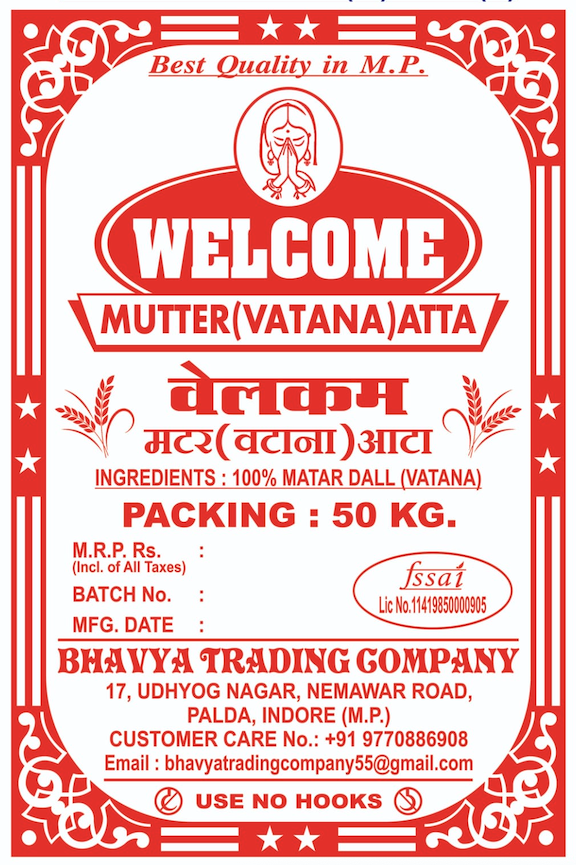 Best Quality in M.P.
WELCOME
MUTTER(VATANA)ATTA
वेलकम
मटर(वटाना)आटा
INGREDIENTS : 100% MATAR DALL (VATANA)
PACKING : 50 KG.
M.R.P. Rs. :
(Incl. of All Taxes)
BATCH No. :
MFG. DATE :
fssai
Lic No.11419850000905
BHAVYA TRADING COMPANY
17, UDHYOG NAGAR, NEMAWAR ROAD,
PALDA, INDORE (M.P.)
CUSTOMER CARE No.: +91 9770886908
Email : bhavyatradingcompany55@gmail.com
USE NO HOOKS